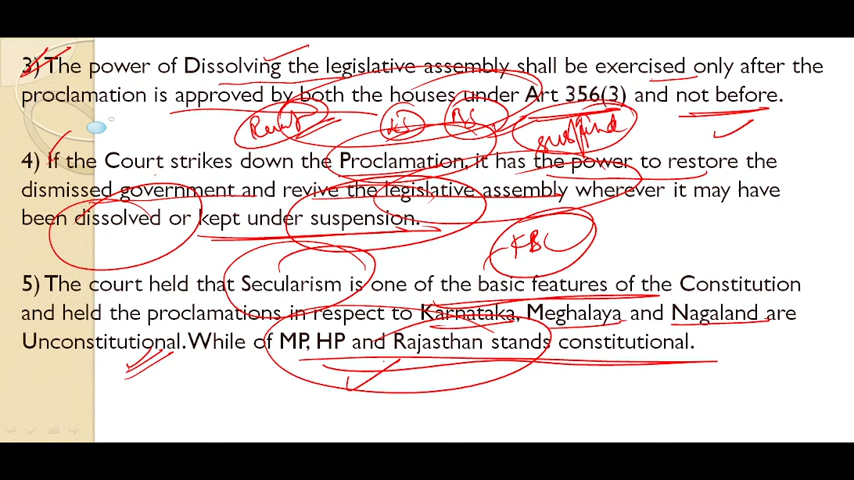 3) The power of Dissolving the legislative assembly shall be exercised only after the
proclamation is approved by both the houses under Art 356(3) and not before.
LS RS suspend
4) If the Court strikes down the Proclamation, it has the power to restore the
dismissed government and revive the legislative assembly wherever it may have
been dissolved or kept under suspension.
5) The court held that Secularism is one of the basic features of the Constitution
and held the proclamations in respect to Karnataka, Meghalaya and Nagaland are
Unconstitutional. While of MP, HP and Rajasthan stands constitutional.